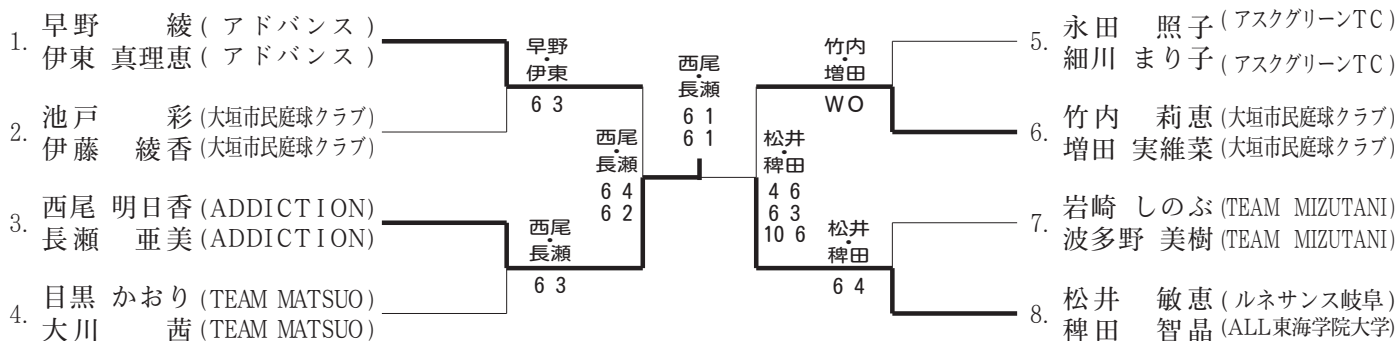 1. 早野 綾 ( アドバンス )
伊東 真理恵 ( アドバンス )
2. 池戸 彩 (大垣市民庭球クラブ)
伊藤 綾香 (大垣市民庭球クラブ)
3. 西尾 明日香 (ADDICTION)
長瀬 亜美 (ADDICTION)
4. 目黒 かおり (TEAM MATSUO)
大川 茜 (TEAM MATSUO)
早野・伊東
6 3
西尾・長瀬
6 3
西尾・長瀬
6 4
6 2
西尾・長瀬
6 1
6 1
松井・稗田
4 6
6 3
10 6
竹内・増田
WO
松井・稗田
6 4
5. 永田 照子 (アスクグリーンTC)
細川 まり子 (アスクグリーンTC)
6. 竹内 莉恵 (大垣市民庭球クラブ)
増田 実維菜 (大垣市民庭球クラブ)
7. 岩崎 しのぶ (TEAM MIZUTANI)
波多野 美樹 (TEAM MIZUTANI)
8. 松井 敏恵 (ルネサンス岐阜)
稗田 智晶 (ALL東海学院大学)